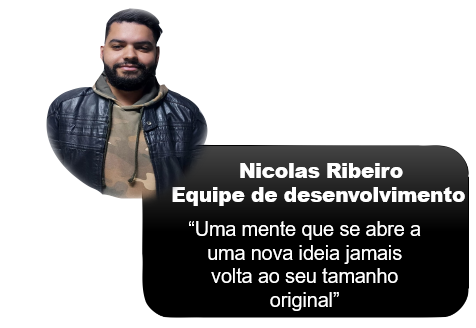 Nicolas Ribeiro
Equipe de desenvolvimento
“Uma mente que se abre a
uma nova ideia jamais
volta ao seu tamanho
original”